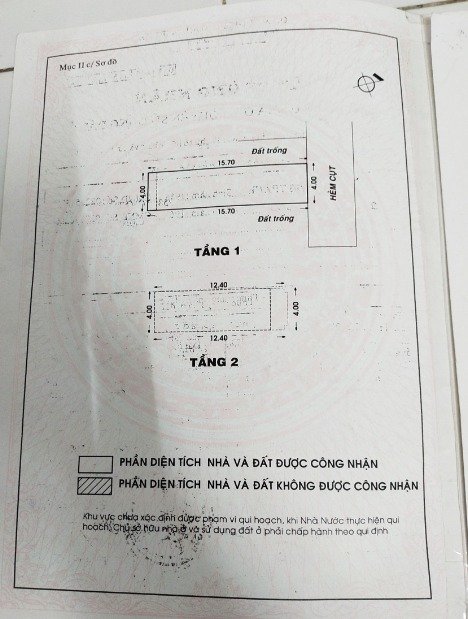 Mục II c/ Sơ đồ
Đất trống
15.70
4.00
4.00
HẺM CỤT
15.70
Đất trống
TẦNG 1
12.40
4.00
4.00
12.40
TẦNG 2
PHẦN DIỆN TÍCH NHÀ VÀ ĐẤT ĐƯỢC CÔNG NHẬN
PHẦN DIỆN TÍCH NHÀ VÀ ĐẤT KHÔNG ĐƯỢC CÔNG NHẬN
Khu vực chưa xác định được phạm vi qui hoạch, khi Nhà Nước thực hiện qui
hoạch, Chủ sở hữu nhà ở và sử dụng đất ở phải chấp hành theo qui định